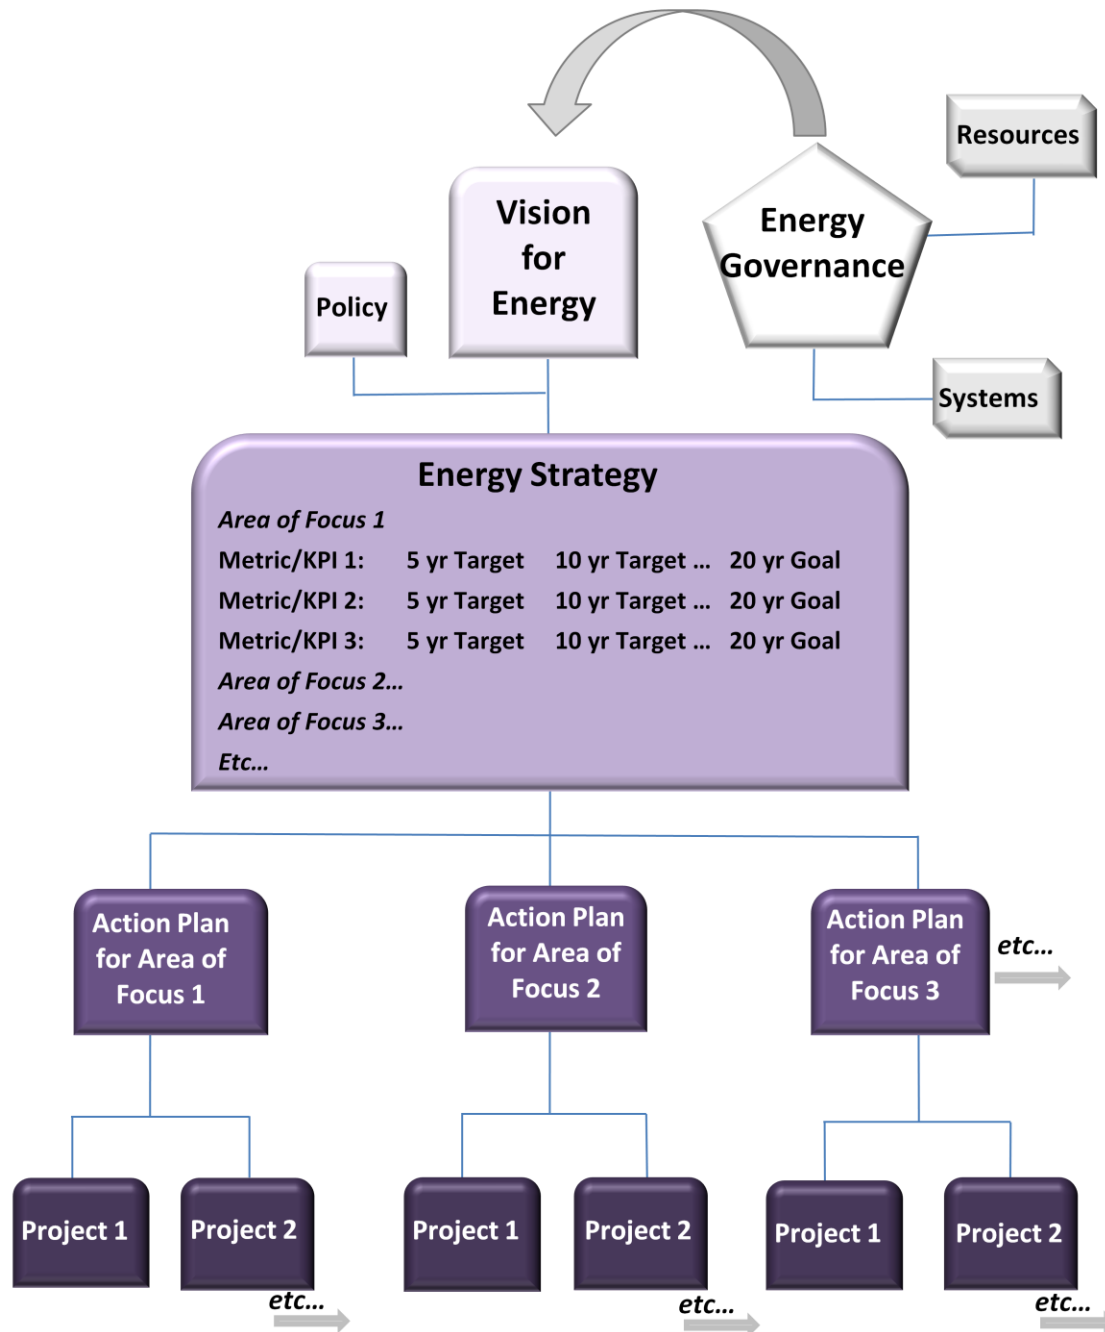 Resources
Vision
for
Energy
Energy
Governance
Policy
Systems
Energy Strategy
Area of Focus 1
Metric/KPI 1: 5 yr Target 10 yr Target ... 20 yr Goal
Metric/KPI 2: 5 yr Target 10 yr Target ... 20 yr Goal
Metric/KPI 3: 5 yr Target 10 yr Target ... 20 yr Goal
Area of Focus 2...
Area of Focus 3...
Etc...
Action Plan
for Area of
Focus 1
Action Plan
for Area of
Focus 2
Action Plan
for Area of
Focus 3
etc...
Project 1
Project 2
etc...
Project 1
Project 2
etc...
Project 1
Project 2
etc...